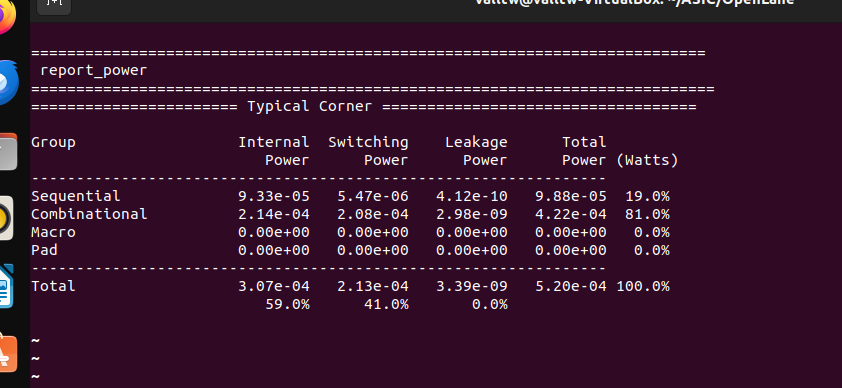 valltw@valltw-VirtualBox: ~/ASIC/OpenLane
===========================================================================
 report_power
============================================================================
======================= Typical Corner ===================================

Group                  Internal  Switching    Leakage      Total
                          Power      Power      Power      Power (Watts)
----------------------------------------------------------------
Sequential             9.33e-05   5.47e-06   4.12e-10   9.88e-05  19.0%
Combinational          2.14e-04   2.08e-04   2.98e-09   4.22e-04  81.0%
Macro                  0.00e+00   0.00e+00   0.00e+00   0.00e+00   0.0%
Pad                    0.00e+00   0.00e+00   0.00e+00   0.00e+00   0.0%
----------------------------------------------------------------
Total                  3.07e-04   2.13e-04   3.39e-09   5.20e-04 100.0%
                          59.0%      41.0%       0.0%
~
~
~